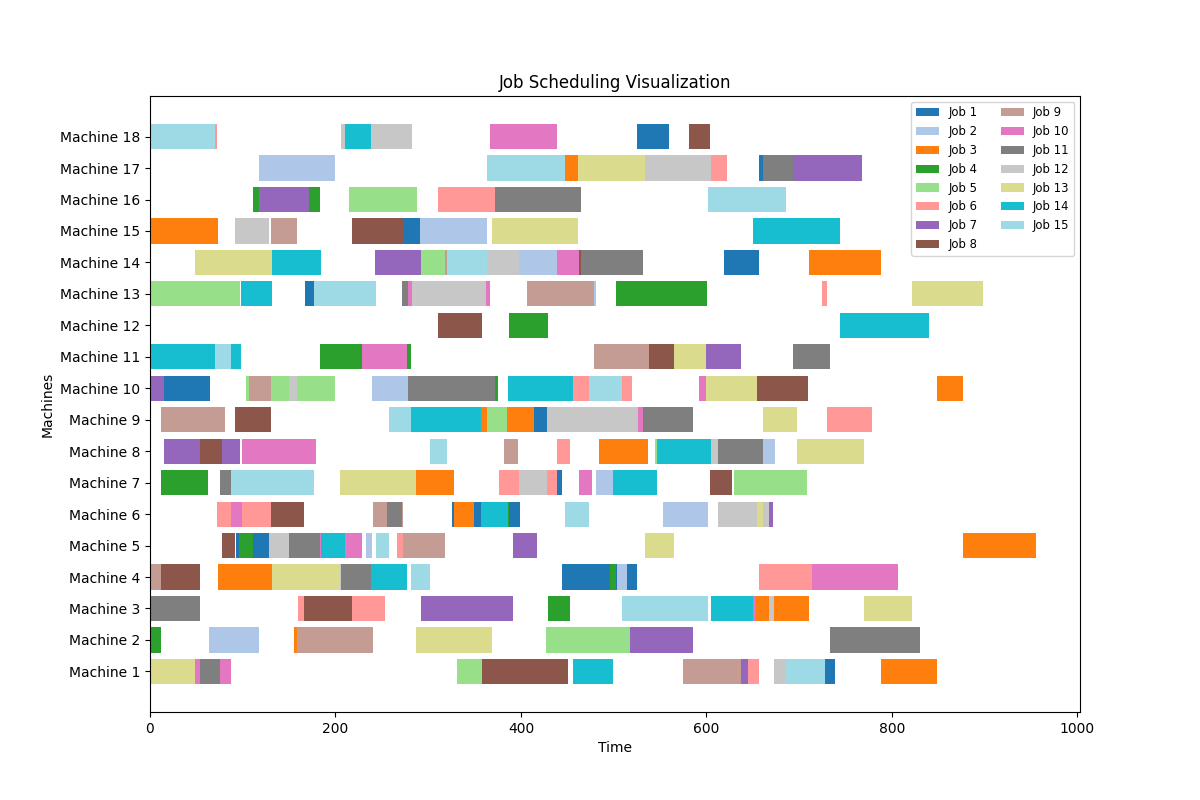 Job Scheduling Visualization
Machine 18
Machine 17
Machine 16
Machine 15
Machine 14
Machine 13
Machine 12
Machine 11
Machine 10
Machine 9
Machine 8
Machine 7
Machine 6
Machine 5
Machine 4
Machine 3
Machine 2
Machine 1
Machines
0 200 400 600 800 1000
Time
Job 1
Job 2
Job 3
Job 4
Job 5
Job 6
Job 7
Job 8
Job 9
Job 10
Job 11
Job 12
Job 13
Job 14
Job 15